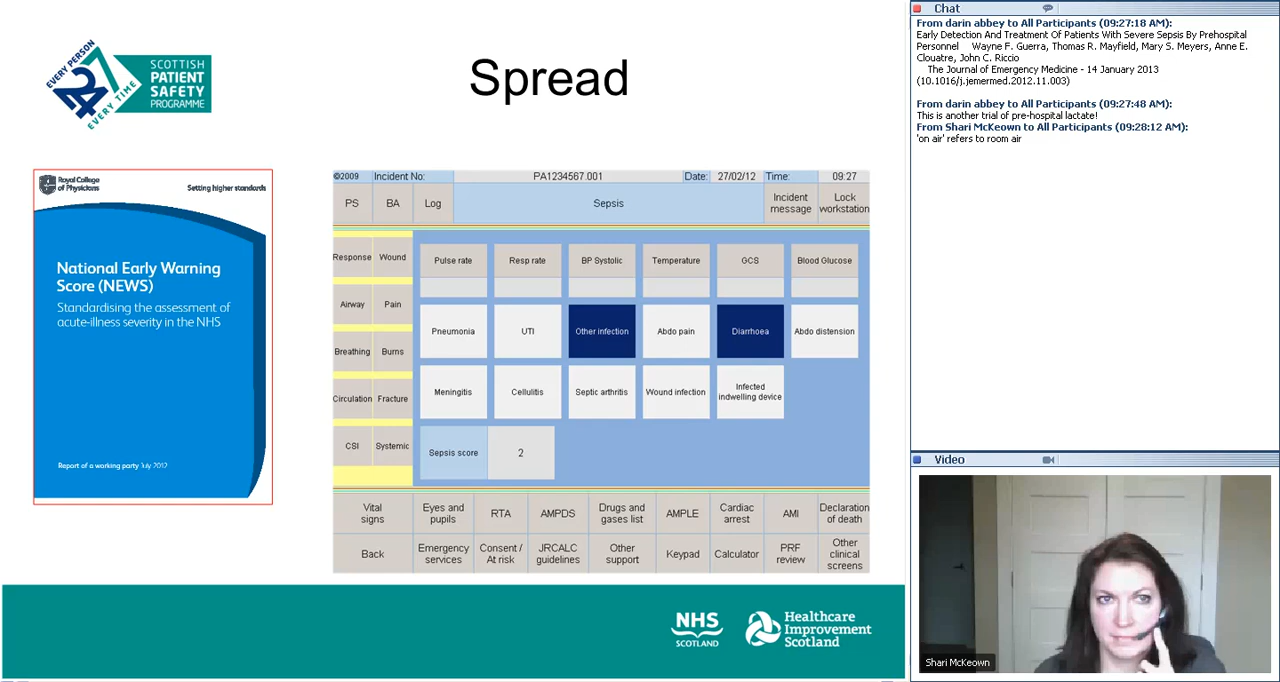 Spread
EVERY PERSON
24
7
EVERY TIME
SCOTTISH
PATIENT
SAFETY
PROGRAMME
Royal College
of Physicians
Setting higher standards
National Early Warning
Score (NEWS)
Standardising the assessment of
acute-illness severity in the NHS
Report of a working party July 2012
©2009 Incident No: PA1234567.001 Date: 27/02/12 Time: 09:27
PS BA Log Sepsis Incident message Lock workstation
Response Wound Pulse rate Resp rate BP Systolic Temperature GCS Blood Glucose
Airway Pain Pneumonia UTI Other infection Abdo pain Diarrhoea Abdo distension
Breathing Burns
Circulation Fracture Meningitis Cellulitis Septic arthritis Wound infection Infected indwelling device
CSI Systemic Sepsis score 2
Vital signs Eyes and pupils RTA AMPDS Drugs and gases list AMPLE Cardiac arrest AMI Declaration of death
Back Emergency services Consent / At risk JRCALC guidelines Other support Keypad Calculator PRF review Other clinical screens
NHS
SCOTLAND
Healthcare
Improvement
Scotland
Chat
From darin abbey to All Participants (09:27:18 AM):
Early Detection And Treatment Of Patients With Severe Sepsis By Prehospital
Personnel Wayne F. Guerra, Thomas R. Mayfield, Mary S. Meyers, Anne E.
Clouatre, John C. Riccio
The Journal of Emergency Medicine - 14 January 2013
(10.1016/j.jemermed.2012.11.003)
From darin abbey to All Participants (09:27:48 AM):
This is another trial of pre-hospital lactate!
From Shari McKeown to All Participants (09:28:12 AM):
'on air' refers to room air
Video
Shari McKeown